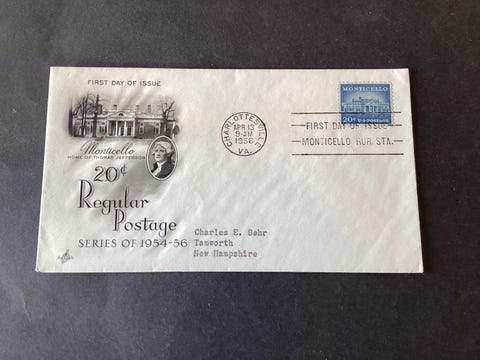 FIRST DAY OF ISSUE
Monticello
HOME OF THOMAS JEFFERSON
20¢
Regular
Postage
SERIES OF 1954-56
ArtCraft
CHARLOTTESVILLE
APR 13
9-AM
1956
VA.
MONTICELLO
20¢ U·S·POSTAGE
FIRST DAY OF ISSUE
MONTICELLO RUR. STA.
Charles E. Behr
Tamworth
New Hampshire